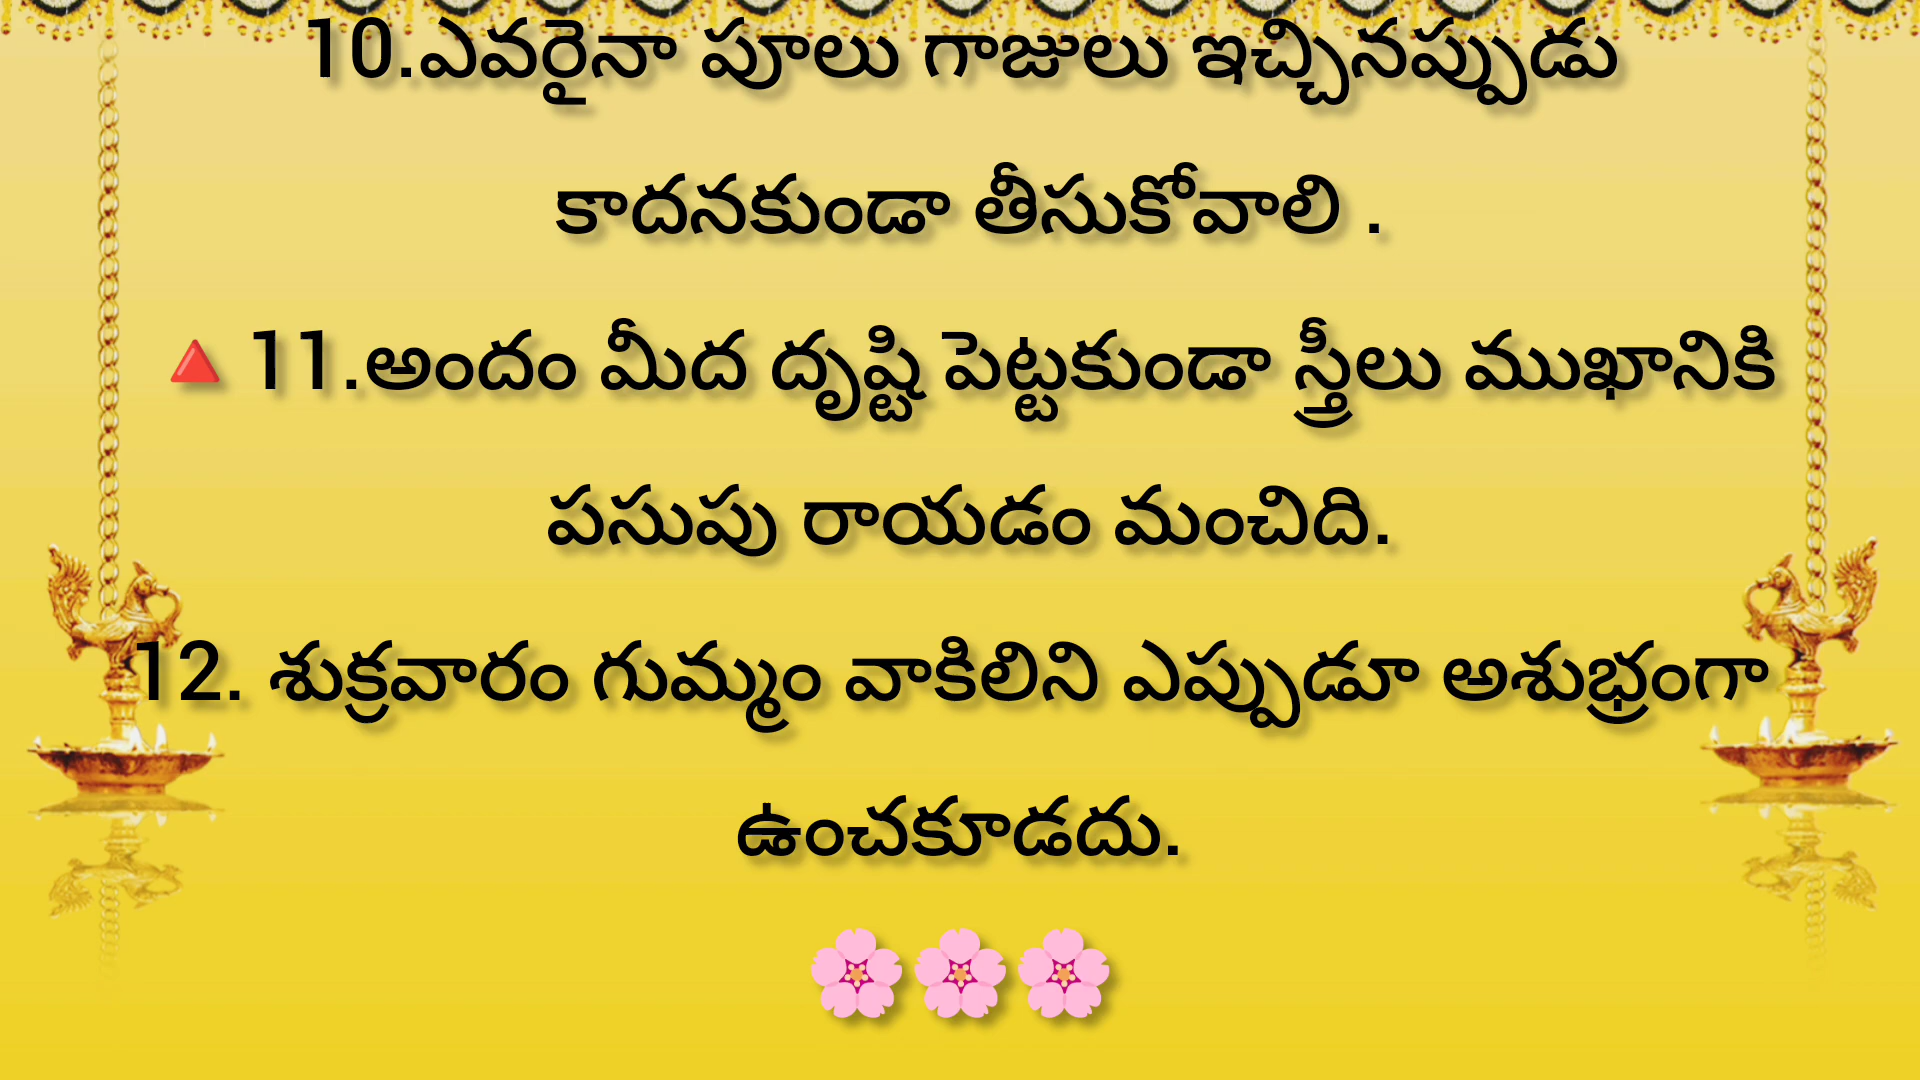 10.ఎవరైనా పూలు గాజులు ఇచ్చినప్పుడు
కాదనకుండా తీసుకోవాలి .
🔺11.అందం మీద దృష్టి పెట్టకుండా స్త్రీలు ముఖానికి
పసుపు రాయడం మంచిది.
12. శుక్రవారం గుమ్మం వాకిలిని ఎప్పుడూ అశుభ్రంగా
ఉంచకూడదు.
🌸🌸🌸